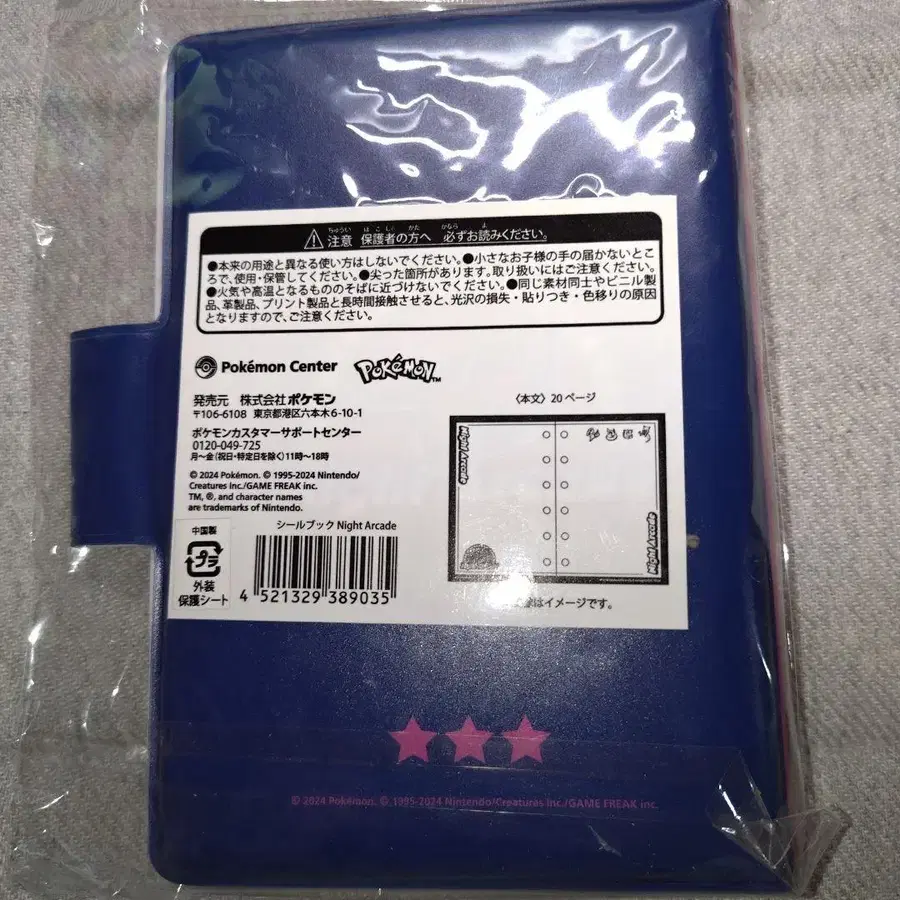 注意 保護者の方へ 必ずお読みください。
●本来の用途と異なる使い方はしないでください。●小さなお子様の手の届かないとこ
ろで、使用・保管してください。●尖った箇所があります。取り扱いにはご注意ください。
●火気や高温となるもののそばに近づけないでください。●同じ素材同士やビニル製
品、革製品、プリント製品と長時間接触させると、光沢の損失・貼りつき・色移りの原因
となりますので、ご注意ください。
Pokémon Center
POKéMON TM
発売元 株式会社ポケモン
〒106-6108 東京都港区六本木6-10-1
ポケモンカスタマーサポートセンター
0120-049-725
月〜金(祝日・特定日を除く)11時〜18時
© 2024 Pokémon. © 1995-2024 Nintendo/
Creatures Inc./GAME FREAK inc.
TM, ®, and character names
are trademarks of Nintendo.
シールブック Night Arcade
中国製
プラ
外装
保護シート
4 521329 389035
〈本文〉20ページ
Night Arcade
Night Arcade
はイメージです。
© 2024 Pokémon. © 1995-2024 Nintendo/Creatures Inc./GAME FREAK inc.